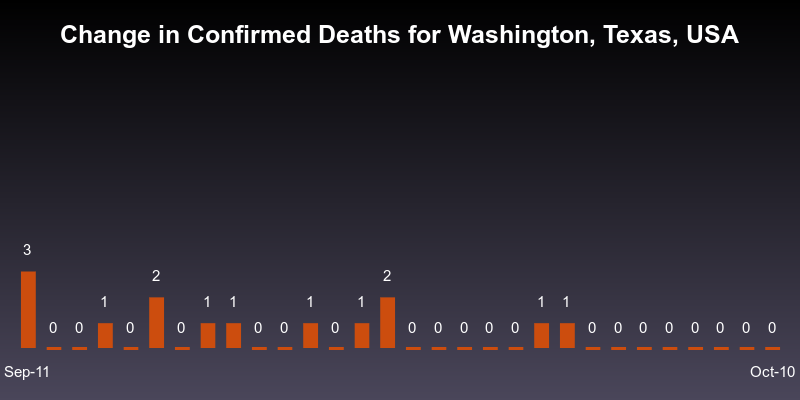 Change in Confirmed Deaths for Washington, Texas, USA
3 0 0 1 0 2 0 1 1 0 0 1 0 1 2 0 0 0 0 0 1 1 0 0 0 0 0 0 0 0
Sep-11 Oct-10